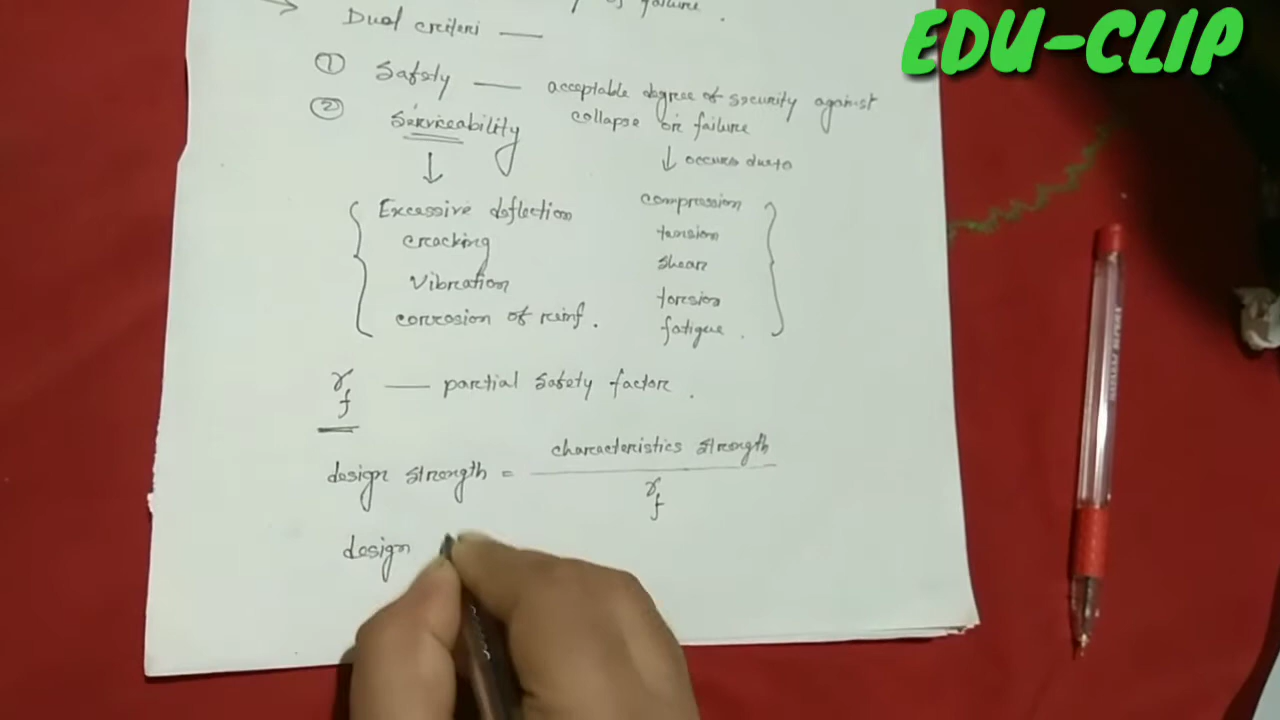 EDU-CLIP
of failure.
Dual criteri —
① Safety — acceptable degree of security against
collapse or failure
② Serviceability
↓ occurs due to
Excessive deflection
cracking
Vibration
corrosion of reinf.
compression
tension
shear
torsion
fatigue.
γf — partial safety factor.
design strength = characteristics strength
γf
design